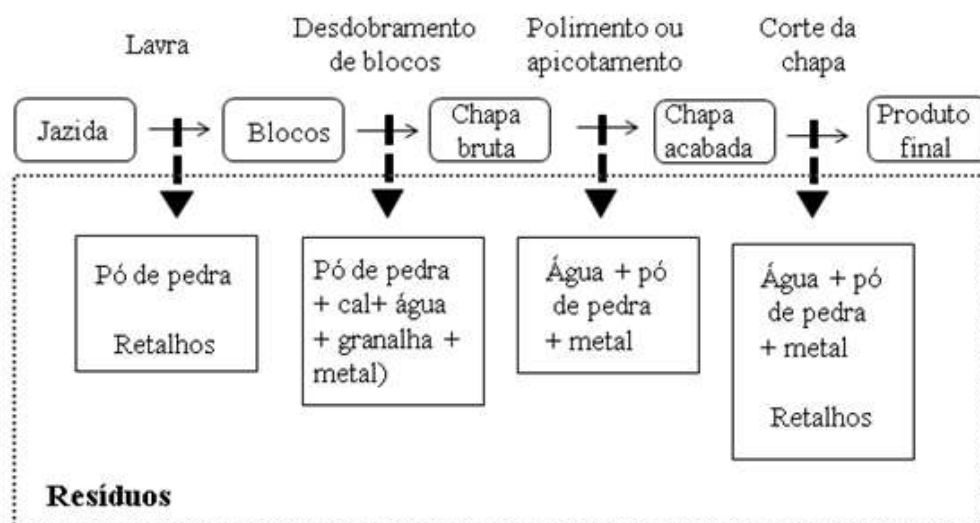 Lavra
Desdobramento
de blocos
Polimento ou
apicotamento
Corte da
chapa
Jazida
Blocos
Chapa
bruta
Chapa
acabada
Produto
final
Pó de pedra
Retalhos
Pó de pedra
+ cal+ água
+ granalha +
metal)
Água + pó
de pedra
+ metal
Água + pó
de pedra
+ metal
Retalhos
Resíduos